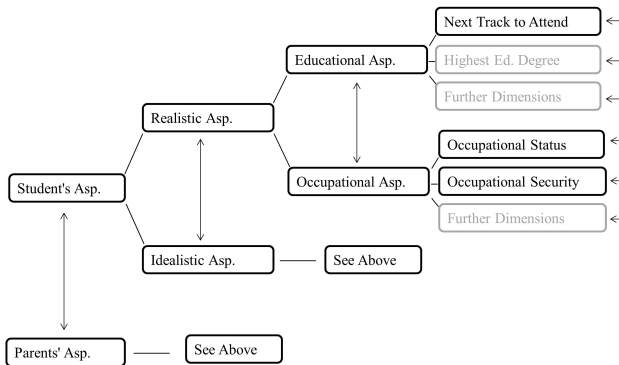 Next Track to Attend
Educational Asp.
Highest Ed. Degree
Further Dimensions
Realistic Asp.
Occupational Status
Occupational Asp.
Occupational Security
Student's Asp.
Further Dimensions
Idealistic Asp.
See Above
Parents' Asp.
See Above